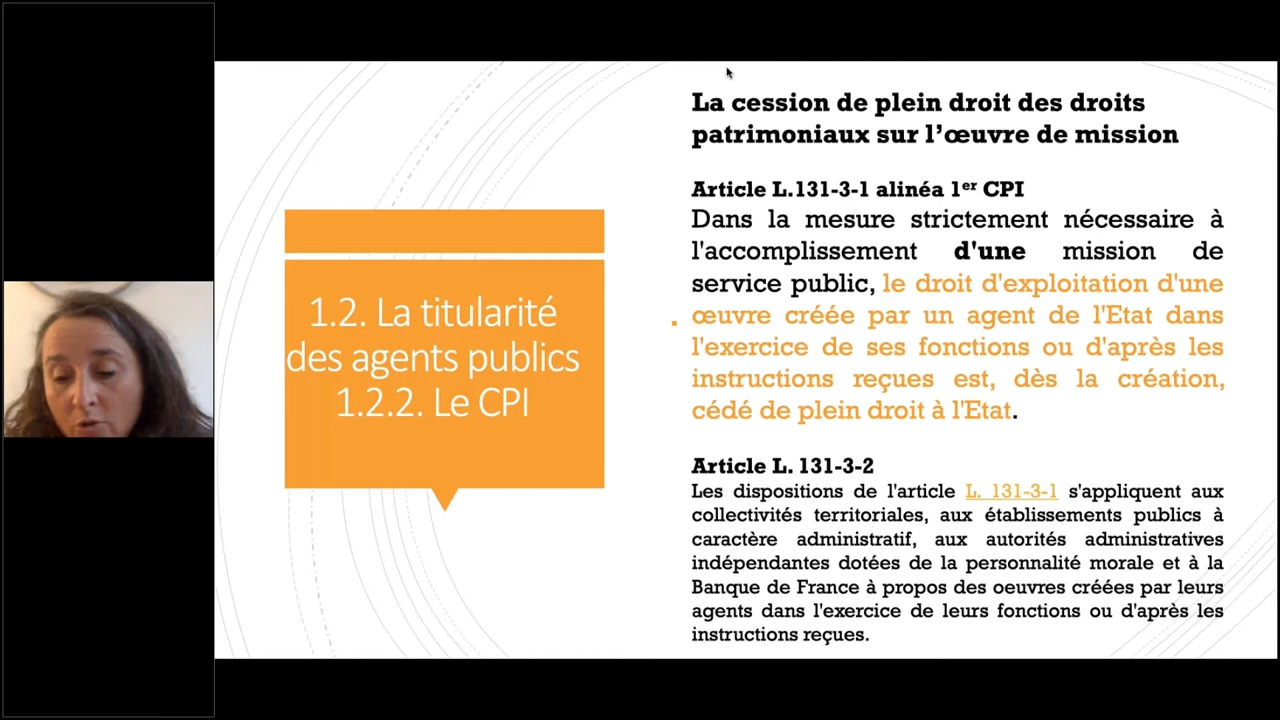 1.2. La titularité
des agents publics
1.2.2. Le CPI
La cession de plein droit des droits
patrimoniaux sur l’œuvre de mission
Article L.131-3-1 alinéa 1er CPI
Dans la mesure strictement nécessaire à
l'accomplissement d'une mission de
service public, le droit d'exploitation d'une
œuvre créée par un agent de l'Etat dans
l'exercice de ses fonctions ou d'après les
instructions reçues est, dès la création,
cédé de plein droit à l'Etat.
Article L. 131-3-2
Les dispositions de l'article L. 131-3-1 s'appliquent aux
collectivités territoriales, aux établissements publics à
caractère administratif, aux autorités administratives
indépendantes dotées de la personnalité morale et à la
Banque de France à propos des oeuvres créées par leurs
agents dans l'exercice de leurs fonctions ou d'après les
instructions reçues.